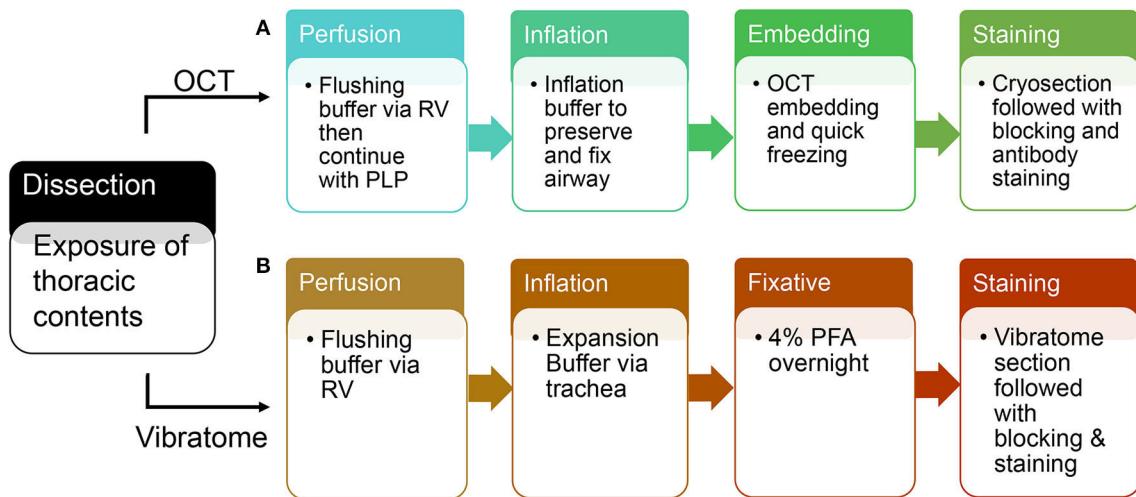 Dissection
Exposure of
thoracic
contents
OCT
Vibratome
A
Perfusion
• Flushing
buffer via RV
then
continue
with PLP
Inflation
• Inflation
buffer to
preserve
and fix
airway
Embedding
• OCT
embedding
and quick
freezing
Staining
• Cryosection
followed with
blocking and
antibody
staining
B
Perfusion
• Flushing
buffer via
RV
Inflation
• Expansion
Buffer via
trachea
Fixative
• 4% PFA
overnight
Staining
• Vibratome
section
followed
with
blocking &
staining